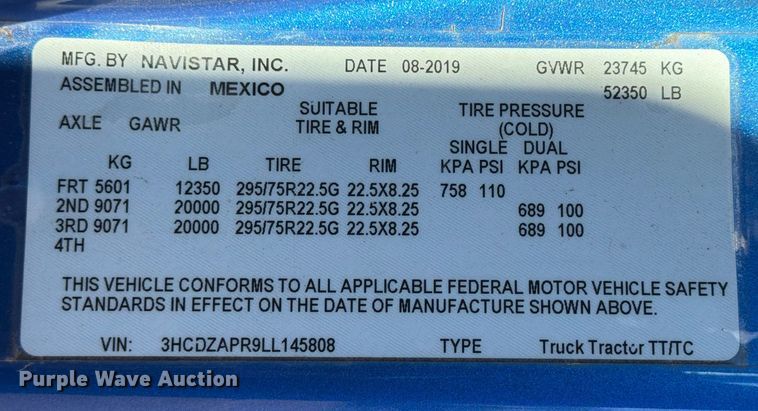 MFG. BY NAVISTAR, INC. DATE 08-2019 GVWR 23745 KG
ASSEMBLED IN MEXICO 52350 LB
SUITABLE TIRE PRESSURE
AXLE GAWR TIRE & RIM (COLD)
SINGLE DUAL
KG LB TIRE RIM KPA PSI KPA PSI
FRT 5601 12350 295/75R22.5G 22.5X8.25 758 110
2ND 9071 20000 295/75R22.5G 22.5X8.25 689 100
3RD 9071 20000 295/75R22.5G 22.5X8.25 689 100
4TH
THIS VEHICLE CONFORMS TO ALL APPLICABLE FEDERAL MOTOR VEHICLE SAFETY
STANDARDS IN EFFECT ON THE DATE OF MANUFACTURE SHOWN ABOVE.
VIN: 3HCDZAPR9LL145808 TYPE Truck Tractor TT/TC
Purple Wave Auction